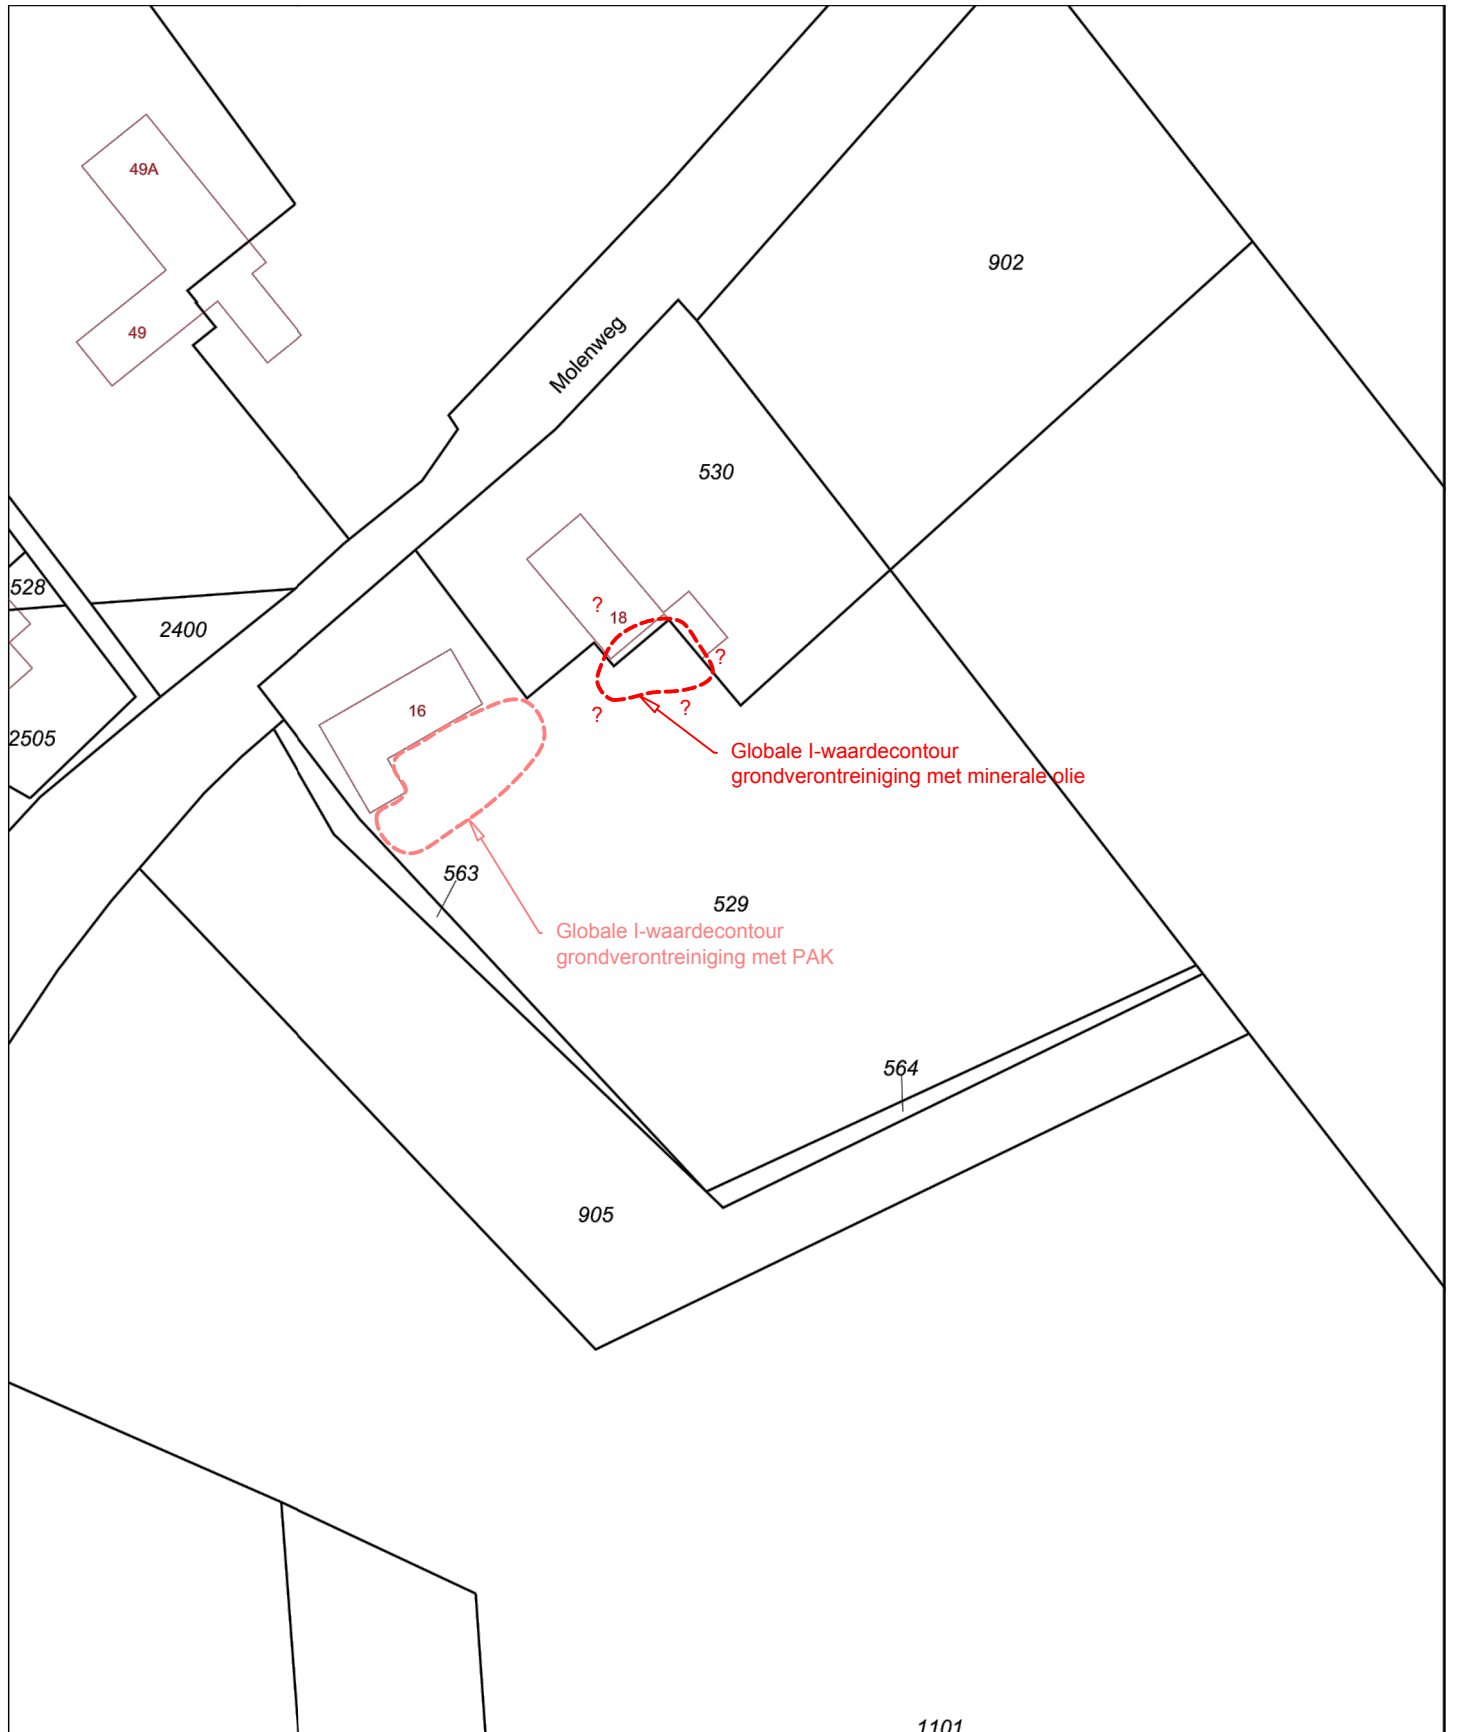 49A
902
49
Molenweg
530
528
?
18
2400
?
16
?
?
2505
Globale I-waardecontour
grondverontreiniging met minerale olie
563
529
Globale I-waardecontour
grondverontreiniging met PAK
564
905
1101